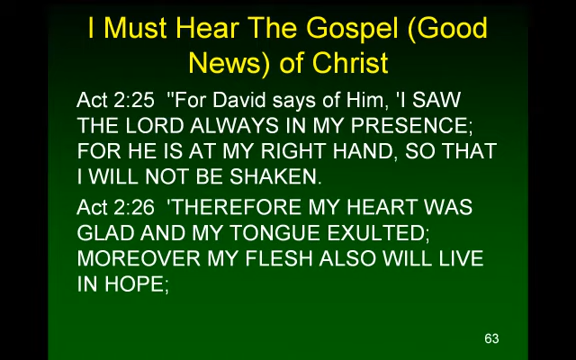 I Must Hear The Gospel (Good
News) of Christ
Act 2:25  "For David says of Him, 'I SAW
THE LORD ALWAYS IN MY PRESENCE;
FOR HE IS AT MY RIGHT HAND, SO THAT
I WILL NOT BE SHAKEN.
Act 2:26  'THEREFORE MY HEART WAS
GLAD AND MY TONGUE EXULTED;
MOREOVER MY FLESH ALSO WILL LIVE
IN HOPE;
63